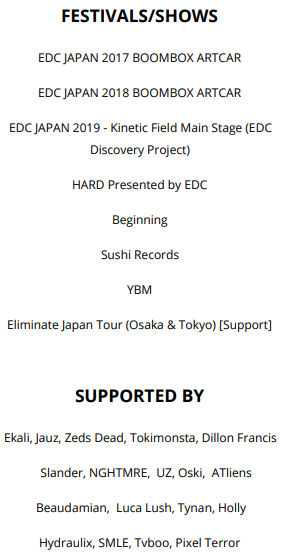 FESTIVALS/SHOWS
EDC JAPAN 2017 BOOMBOX ARTCAR
EDC JAPAN 2018 BOOMBOX ARTCAR
EDC JAPAN 2019 - Kinetic Field Main Stage (EDC
Discovery Project)
HARD Presented by EDC
Beginning
Sushi Records
YBM
Eliminate Japan Tour (Osaka & Tokyo) [Support]
SUPPORTED BY
Ekali, Jauz, Zeds Dead, Tokimonsta, Dillon Francis
Slander, NGHTMRE, UZ, Oski, ATliens
Beaudamian, Luca Lush, Tynan, Holly
Hydraulix, SMLE, Tvboo, Pixel Terror